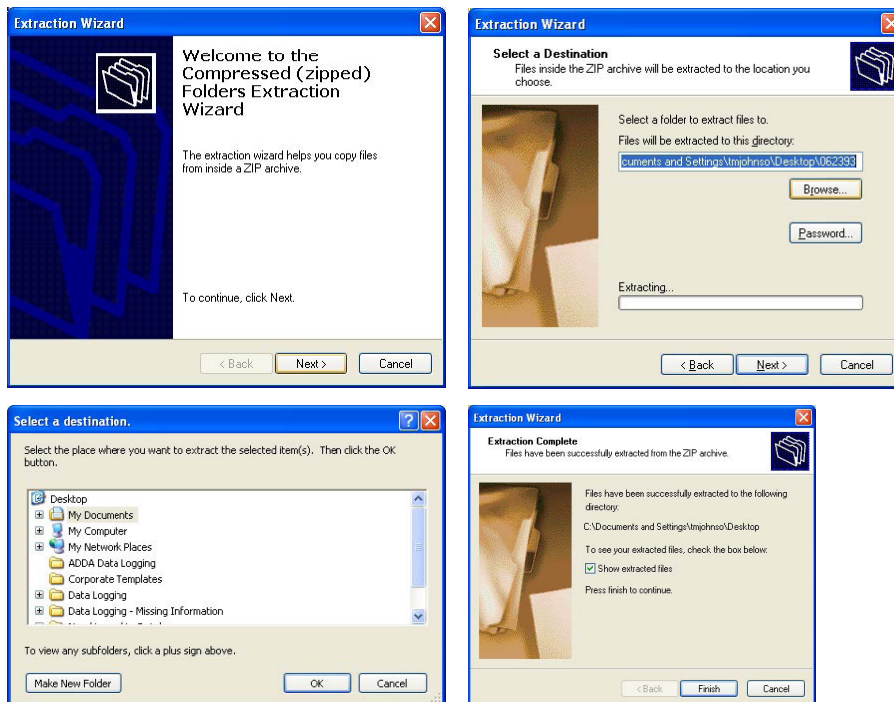 Extraction Wizard
Welcome to the
Compressed (zipped)
Folders Extraction
Wizard
The extraction wizard helps you copy files
from inside a ZIP archive.
To continue, click Next.
< Back Next > Cancel
Extraction Wizard
Select a Destination
Files inside the ZIP archive will be extracted to the location you
choose.
Select a folder to extract files to.
Files will be extracted to this directory:
cuments and Settings\tmjohnso\Desktop\062393
Browse...
Password...
Extracting...
< Back Next > Cancel
Select a destination.
Select the place where you want to extract the selected item(s). Then click the OK
button.
Desktop
My Documents
My Computer
My Network Places
ADDA Data Logging
Corporate Templates
Data Logging
Data Logging - Missing Information
To view any subfolders, click a plus sign above.
Make New Folder OK Cancel
Extraction Wizard
Extraction Complete
Files have been successfully extracted from the ZIP archive.
Files have been successfully extracted to the following
directory:
C:\Documents and Settings\tmjohnso\Desktop
To see your extracted files, check the box below:
Show extracted files
Press finish to continue.
< Back Finish Cancel